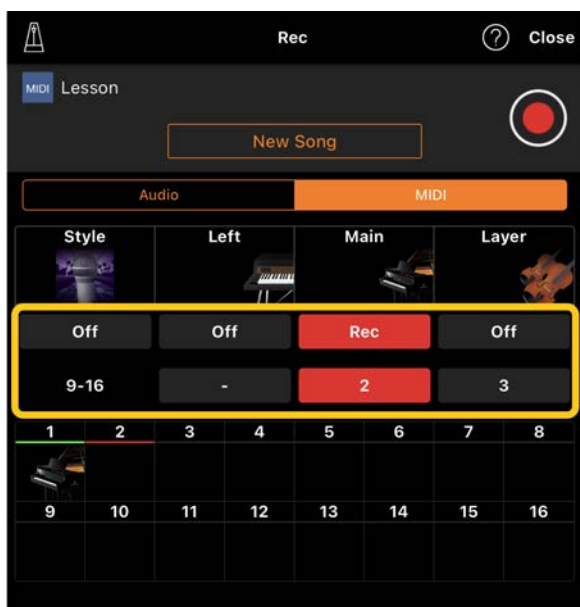 Rec
? Close
MIDI Lesson
New Song
Audio MIDI
Style Left Main Layer
Off Off Rec Off
9-16 - 2 3
1 2 3 4 5 6 7 8
9 10 11 12 13 14 15 16